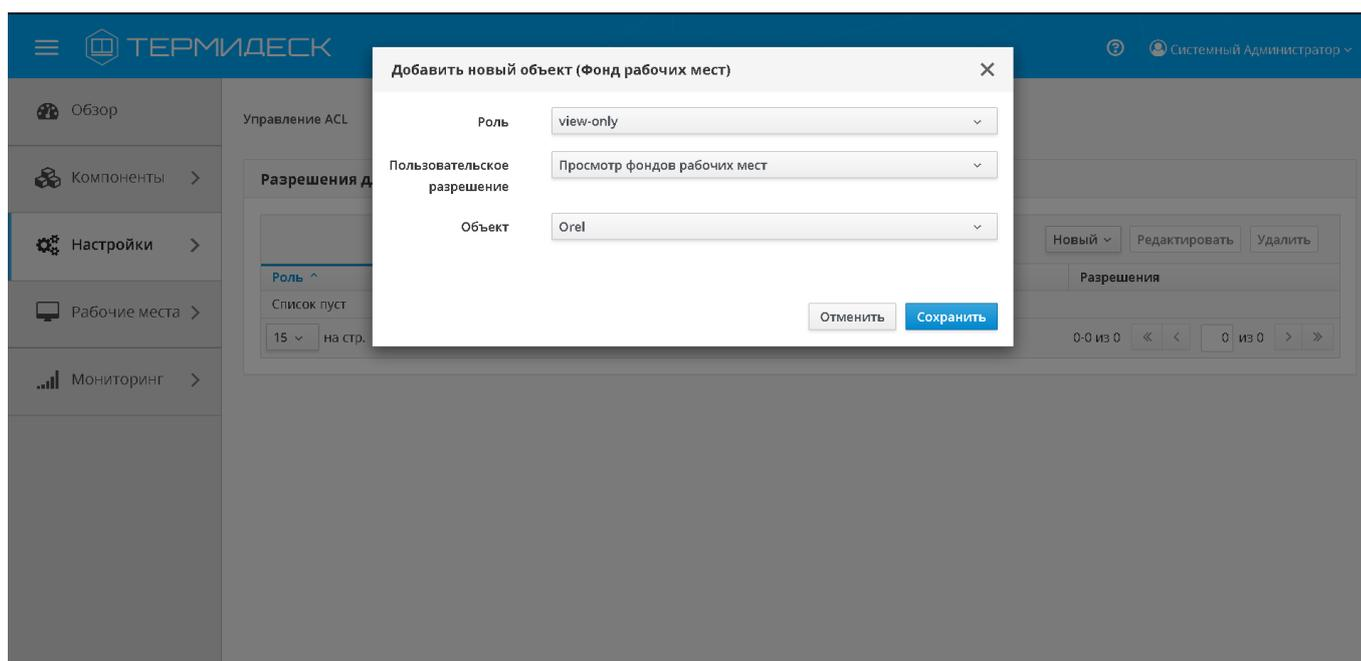 ТЕРМИДЕСК
Системный Администратор
Обзор
Компоненты
Настройки
Рабочие места
Мониторинг
Управление ACL
Разрешения д
Добавить новый объект (Фонд рабочих мест)
Роль
view-only
Пользовательское
разрешение
Просмотр фондов рабочих мест
Объект
Orel
Отменить
Сохранить
Новый
Редактировать
Удалить
Роль
Разрешения
Список пуст
15 на стр.
0-0 из 0
0 из 0